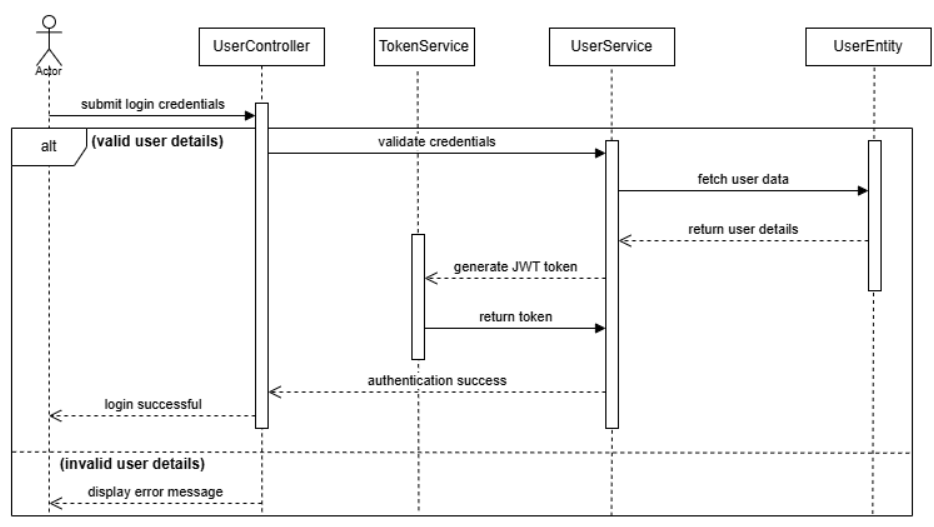 UserController
TokenService
UserService
UserEntity
Actor
submit login credentials
alt
(valid user details)
validate credentials
fetch user data
return user details
generate JWT token
return token
authentication success
login successful
(invalid user details)
display error message